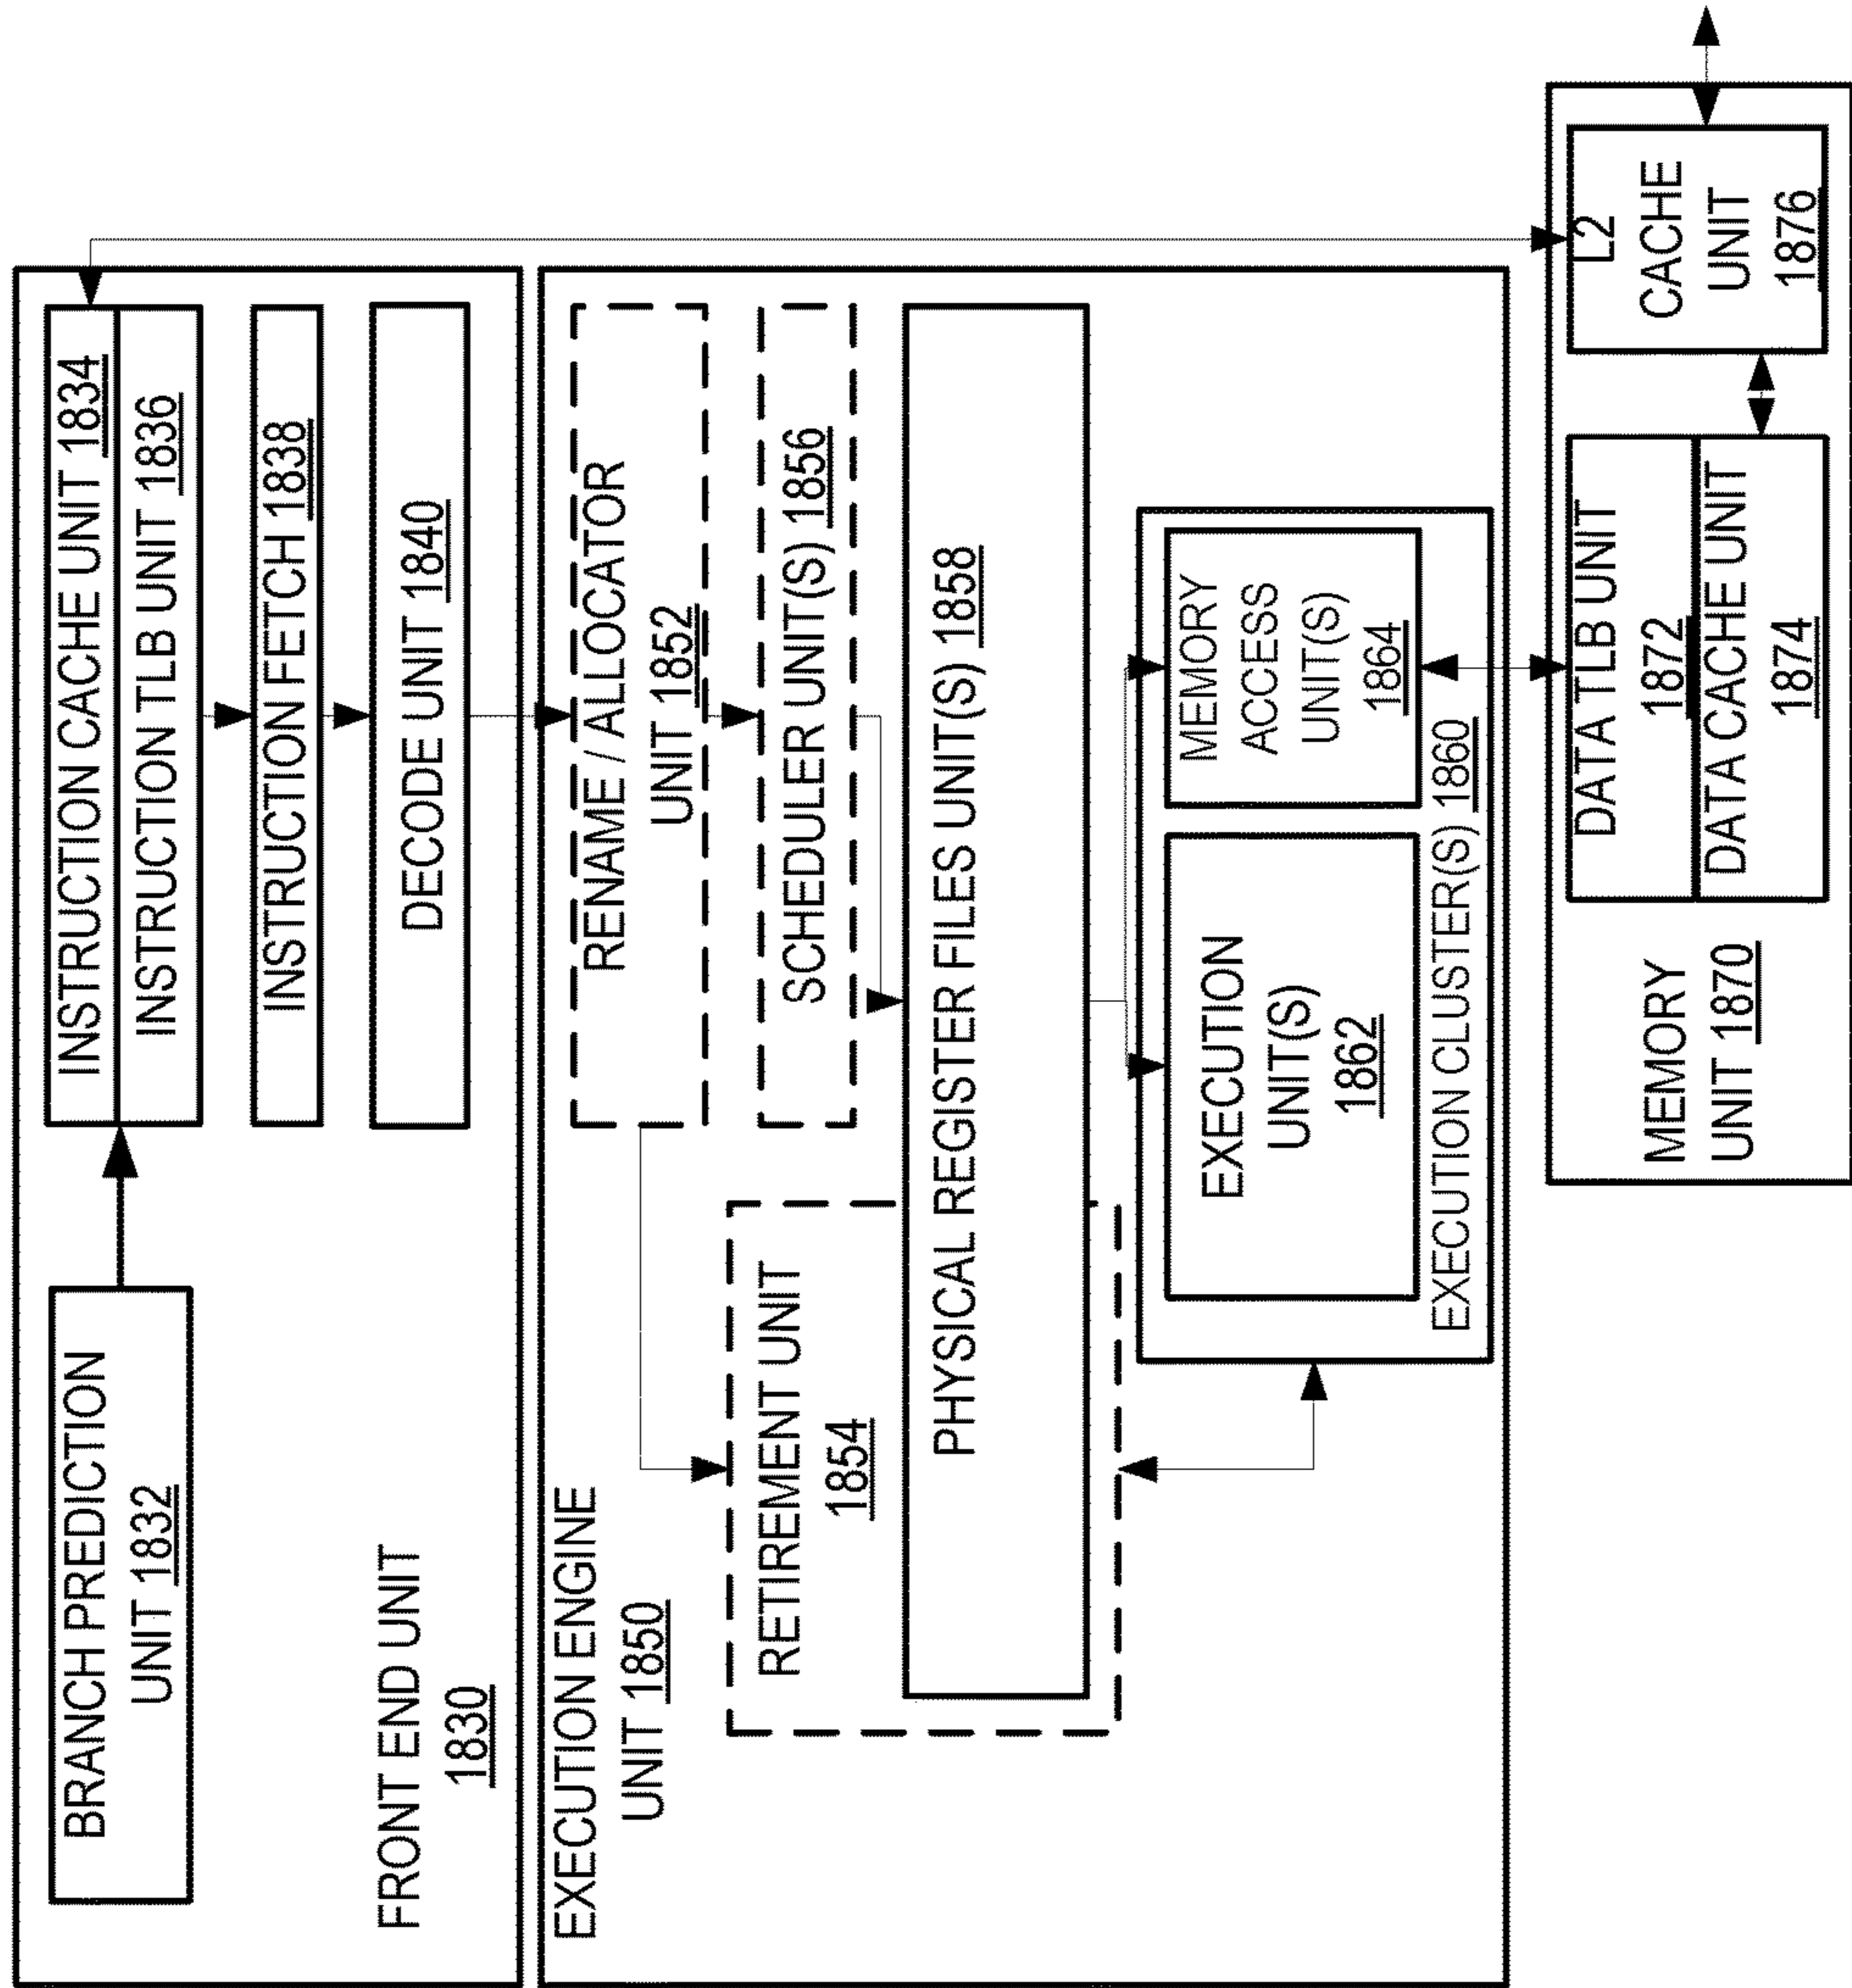 BRANCH PREDICTION
UNIT 1832
INSTRUCTION CACHE UNIT 1834
INSTRUCTION TLB UNIT 1836
INSTRUCTION FETCH 1838
DECODE UNIT 1840
FRONT END UNIT
1830
EXECUTION ENGINE
UNIT 1850
RENAME / ALLOCATOR
UNIT 1852
SCHEDULER UNIT(S) 1856
RETIREMENT UNIT
1854
PHYSICAL REGISTER FILES UNIT(S) 1858
EXECUTION
UNIT(S)
1862
MEMORY
ACCESS
UNIT(S)
1864
EXECUTION CLUSTER(S) 1860
MEMORY
UNIT 1870
DATA TLB UNIT
1872
DATA CACHE UNIT
1874
L2
CACHE
UNIT
1876